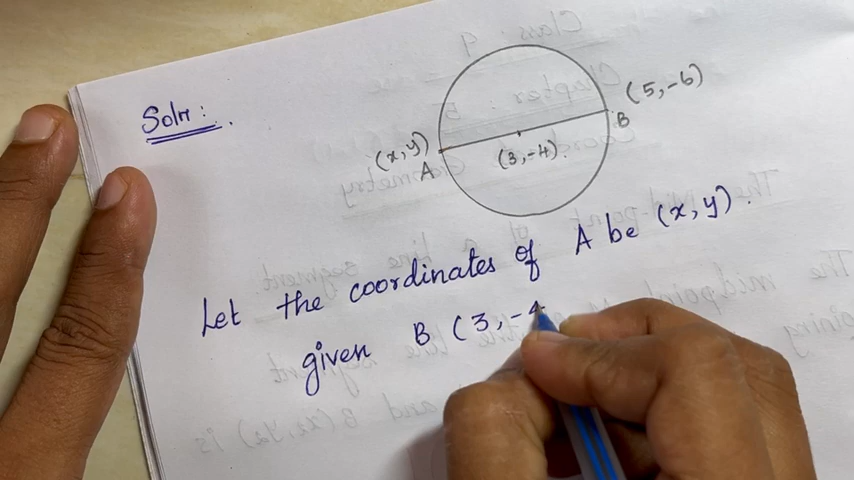 Soln :
(5, -6)
B
(x, y)
A
(3, -4).
Let the coordinates of A be (x, y).
given B (3, -4